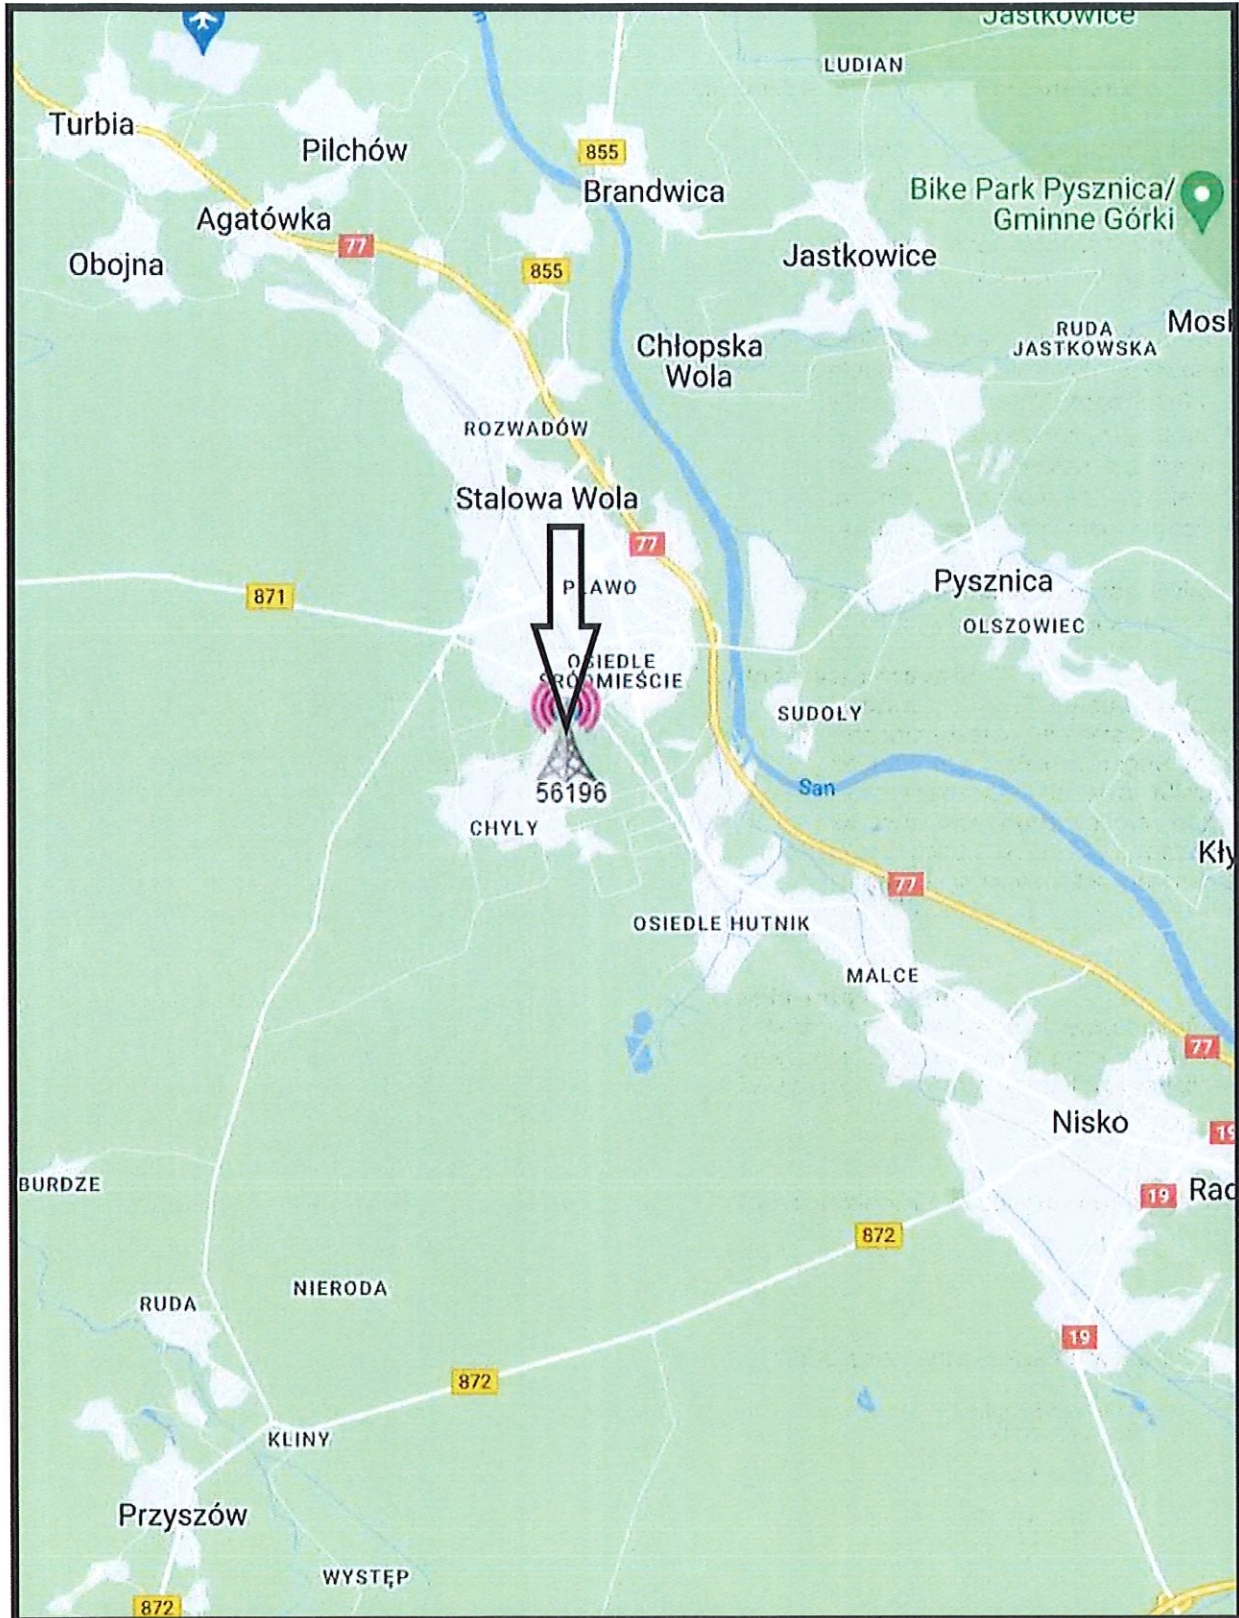 Jastkowice
LUDIAN
Turbia
Pilchów
855
Brandwica
Bike Park Pysznica/
Gminne Górki
Agatówka
77
Obojna
855
Jastkowice
Chłopska
Wola
RUDA
JASTKOWSKA
ROZWADÓW
Stalowa Wola
77
871
Pysznica
OLSZOWIEC
OSIEDLE
ŚRÓDMIEŚCIE
SUDOŁY
San
56196
CHYŁY
77
OSIEDLE HUTNIK
MALCE
77
Nisko
19
BURDZE
19
872
NIERODA
RUDA
19
872
KLINY
Przyszów
WYSTĘP
872